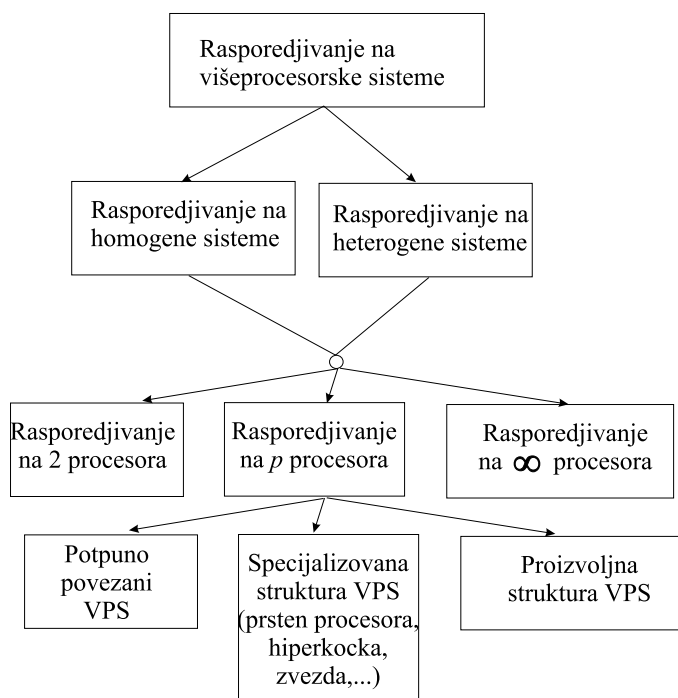 Rasporedjivanje na
višeprocesorske sisteme
Rasporedjivanje na
homogene sisteme
Rasporedjivanje na
heterogene sisteme
Rasporedjivanje
na 2 procesora
Rasporedjivanje
na p procesora
Rasporedjivanje
na ∞ procesora
Potpuno
povezani
VPS
Specijalizovana
struktura VPS
(prsten procesora,
hiperkocka,
zvezda,...)
Proizvoljna
struktura VPS